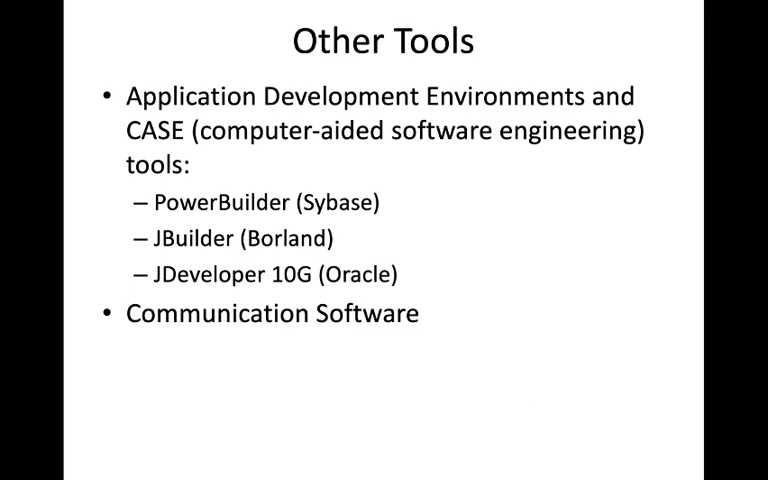 Other Tools
• Application Development Environments and
CASE (computer-aided software engineering)
tools:
– PowerBuilder (Sybase)
– JBuilder (Borland)
– JDeveloper 10G (Oracle)
• Communication Software